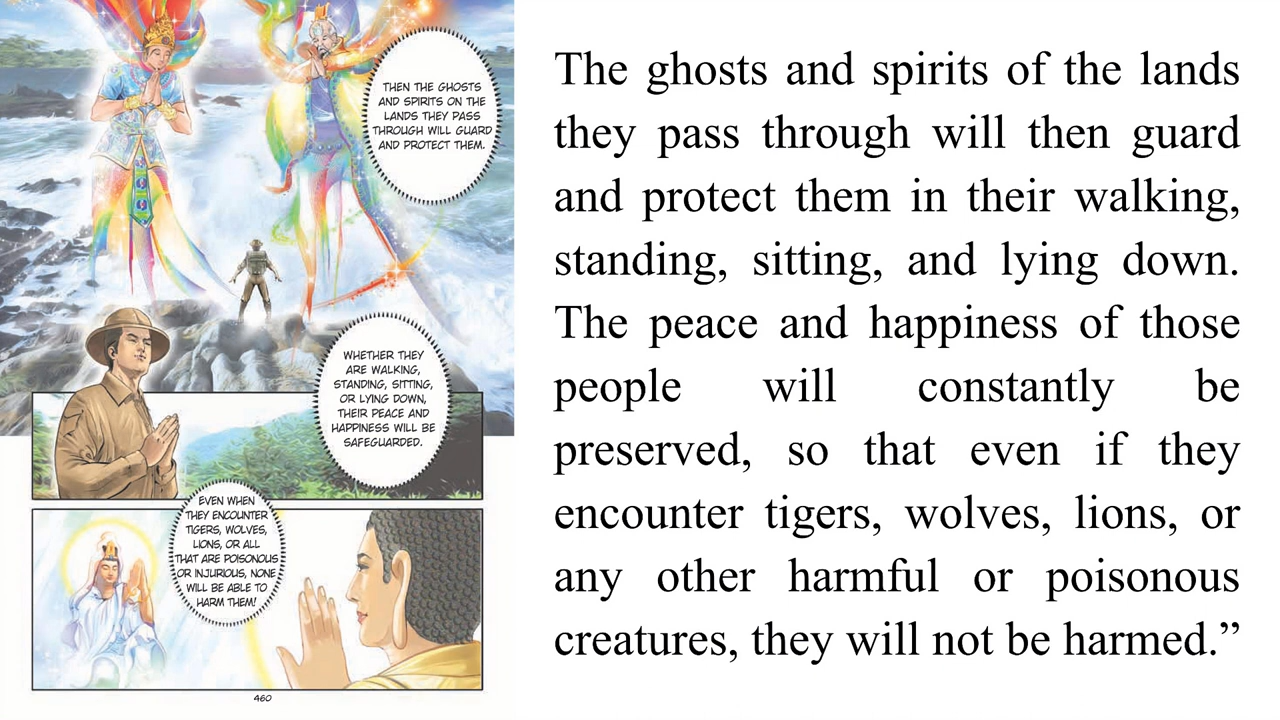 THEN THE GHOSTS
AND SPIRITS ON THE
LANDS THEY PASS
THROUGH WILL GUARD
AND PROTECT THEM.
WHETHER THEY
ARE WALKING,
STANDING, SITTING,
OR LYING DOWN,
THEIR PEACE AND
HAPPINESS WILL BE
SAFEGUARDED.
EVEN WHEN
THEY ENCOUNTER
TIGERS, WOLVES,
LIONS, OR ALL
THAT ARE POISONOUS
OR INJURIOUS, NONE
WILL BE ABLE TO
HARM THEM!
460
The ghosts and spirits of the lands
they pass through will then guard
and protect them in their walking,
standing, sitting, and lying down.
The peace and happiness of those
people will constantly be
preserved, so that even if they
encounter tigers, wolves, lions, or
any other harmful or poisonous
creatures, they will not be harmed.”